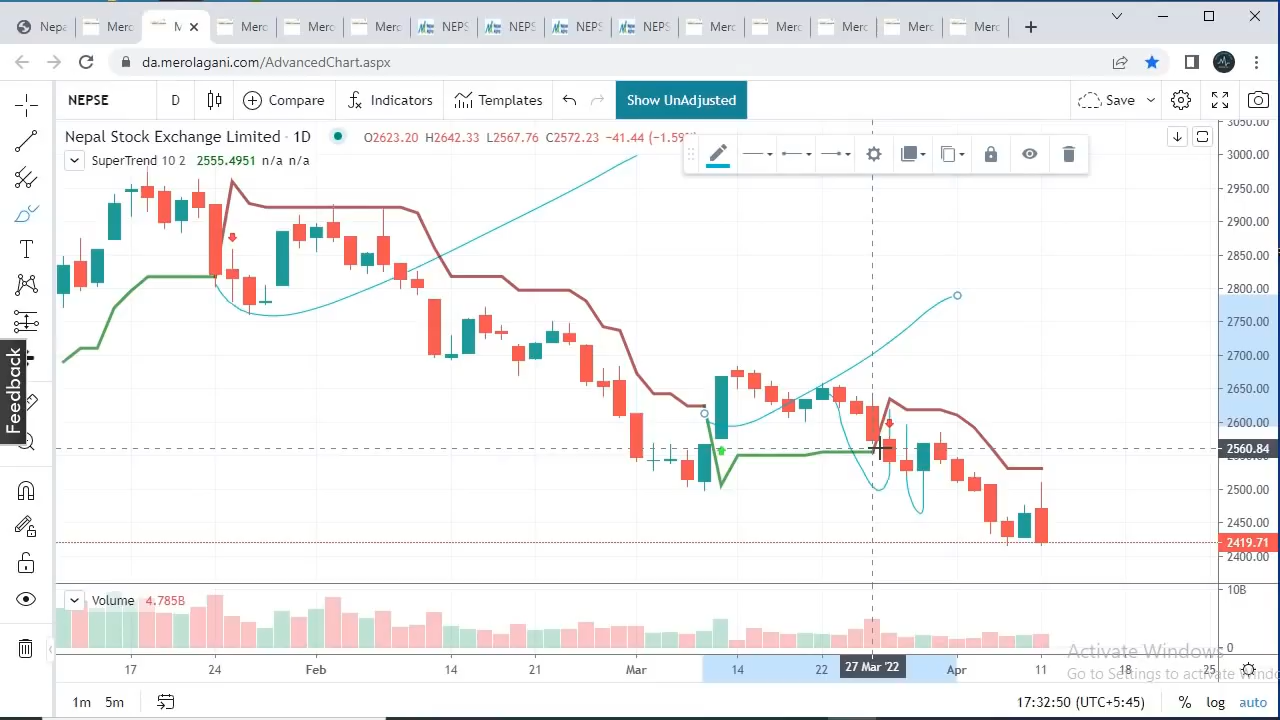 Nepa Merc M Merc Merc Merc NEPS NEPS NEPS NEPS Merc Merc Merc Merc Merc
da.merolagani.com/AdvancedChart.aspx
NEPSE D Compare Indicators Templates Show UnAdjusted Save
Nepal Stock Exchange Limited · 1D O2623.20 H2642.33 L2567.76 C2572.23 −41.44 (−1.59%
SuperTrend 10 2 2555.4951 n/a n/a
3050.00
3000.00
2950.00
2900.00
2850.00
2800.00
2750.00
2700.00
2650.00
2600.00
2560.84
2500.00
2450.00
2419.71
2400.00
Feedback
Volume 4.785B
10B
0
Activate Windows
Go to Settings to activate Windo
17 24 Feb 14 21 Mar 14 22 27 Mar '22 Apr 11 18 25
1m 5m 17:32:50 (UTC+5:45) % log auto